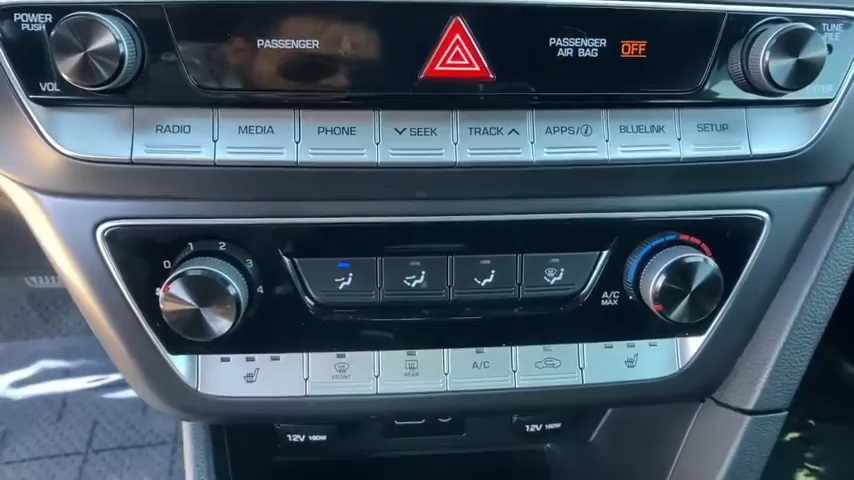 POWER
PUSH
VOL
PASSENGER
PASSENGER
AIR BAG
OFF
TUNE
FILE
RADIO
MEDIA
PHONE
SEEK
TRACK
APPS/i
BLUELINK
SETUP
0
1
2
3
4
A/C
MAX
FRONT
REAR
A/C
12V 180W
12V 180W